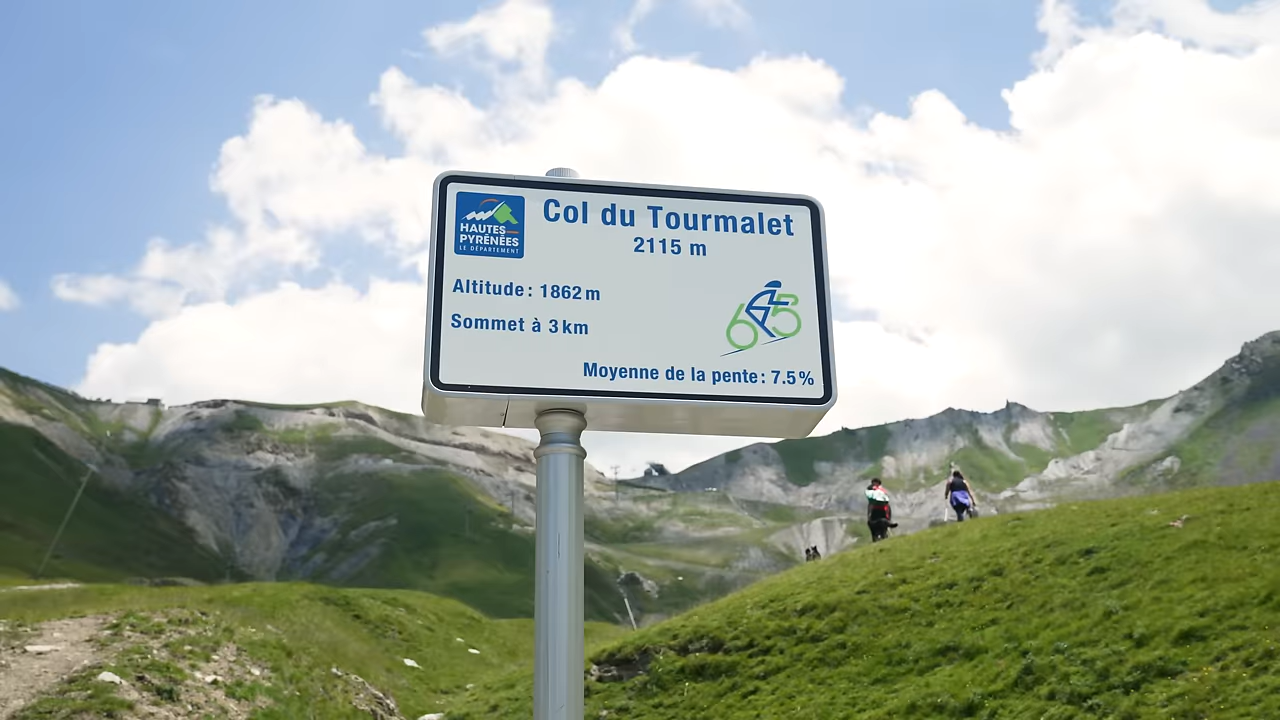 HAUTES
PYRÉNÉES
LE DÉPARTEMENT
Col du Tourmalet
2115 m
Altitude : 1862 m
Sommet à 3 km
65
Moyenne de la pente : 7.5 %